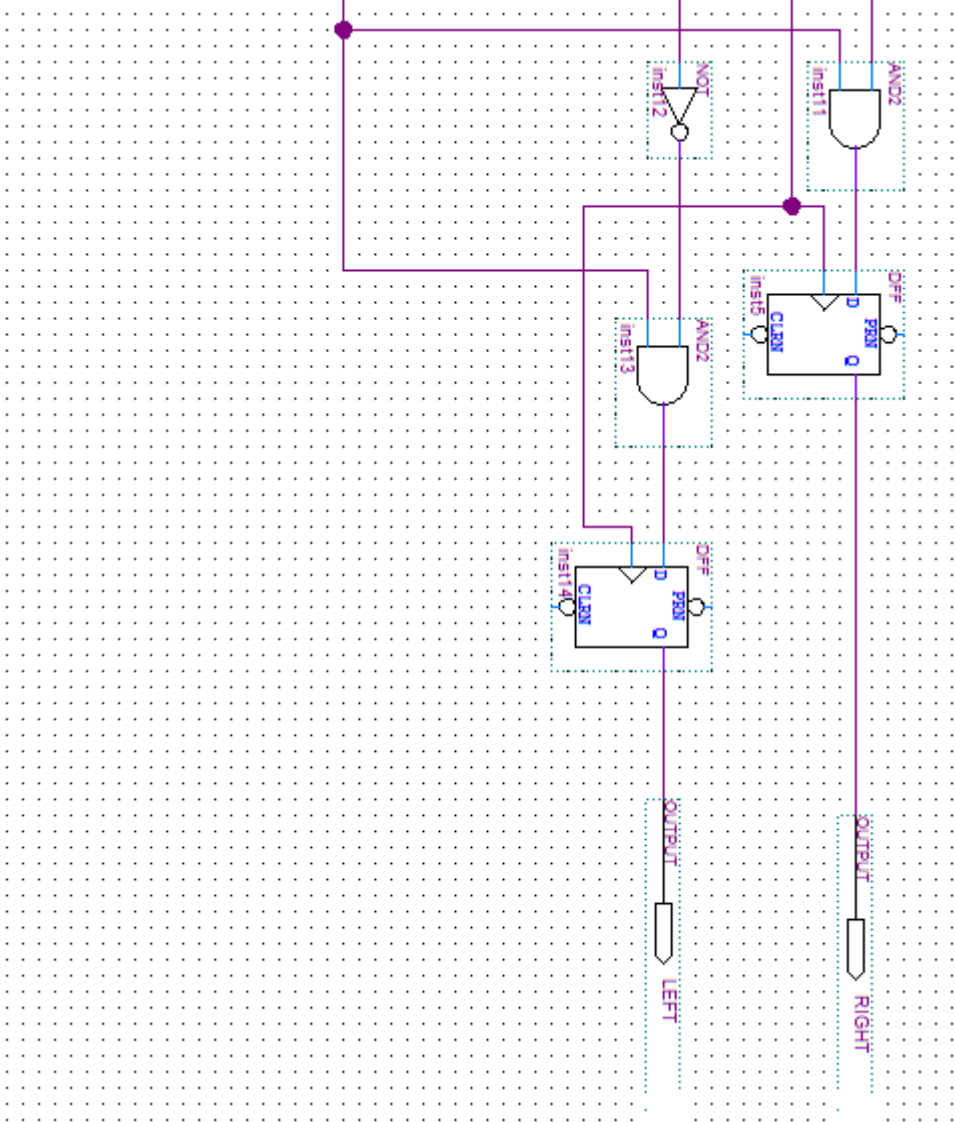 NOT
inst12
AND2
inst11
DFF
inst5
D
PRN
CLRN
Q
AND2
inst13
DFF
inst14
D
PRN
CLRN
Q
OUTPUT
LEFT
OUTPUT
RIGHT